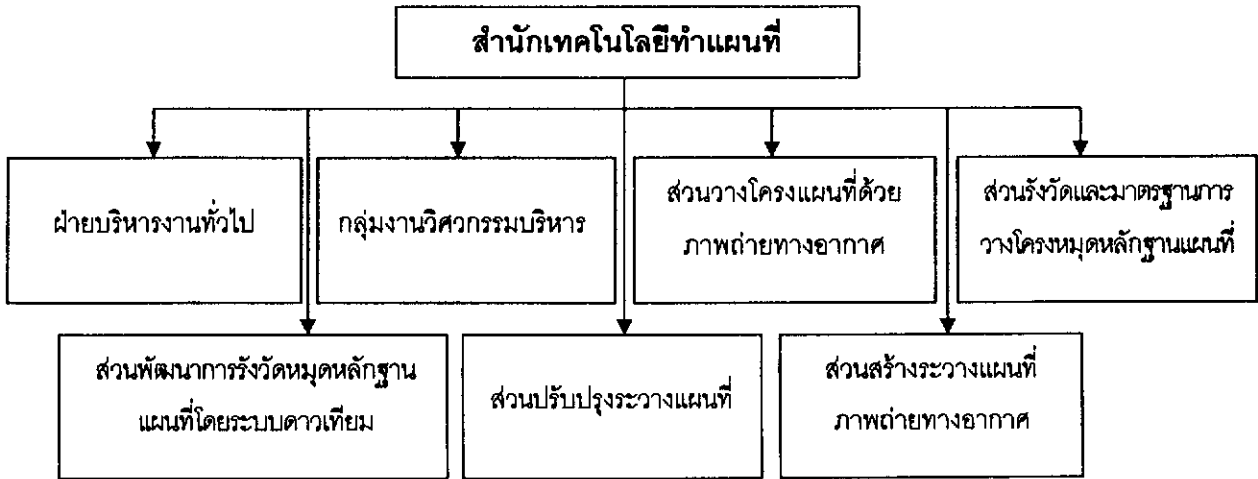 สำนักเทคโนโลยีทำแผนที่
ฝ่ายบริหารงานทั่วไป
กลุ่มงานวิศวกรรมบริหาร
ส่วนวางโครงแผนที่ด้วย
ภาพถ่ายทางอากาศ
ส่วนรังวัดและมาตรฐานการ
วางโครงหมุดหลักฐานแผนที่
ส่วนพัฒนาการรังวัดหมุดหลักฐาน
แผนที่โดยระบบดาวเทียม
ส่วนปรับปรุงระวางแผนที่
ส่วนสร้างระวางแผนที่
ภาพถ่ายทางอากาศ